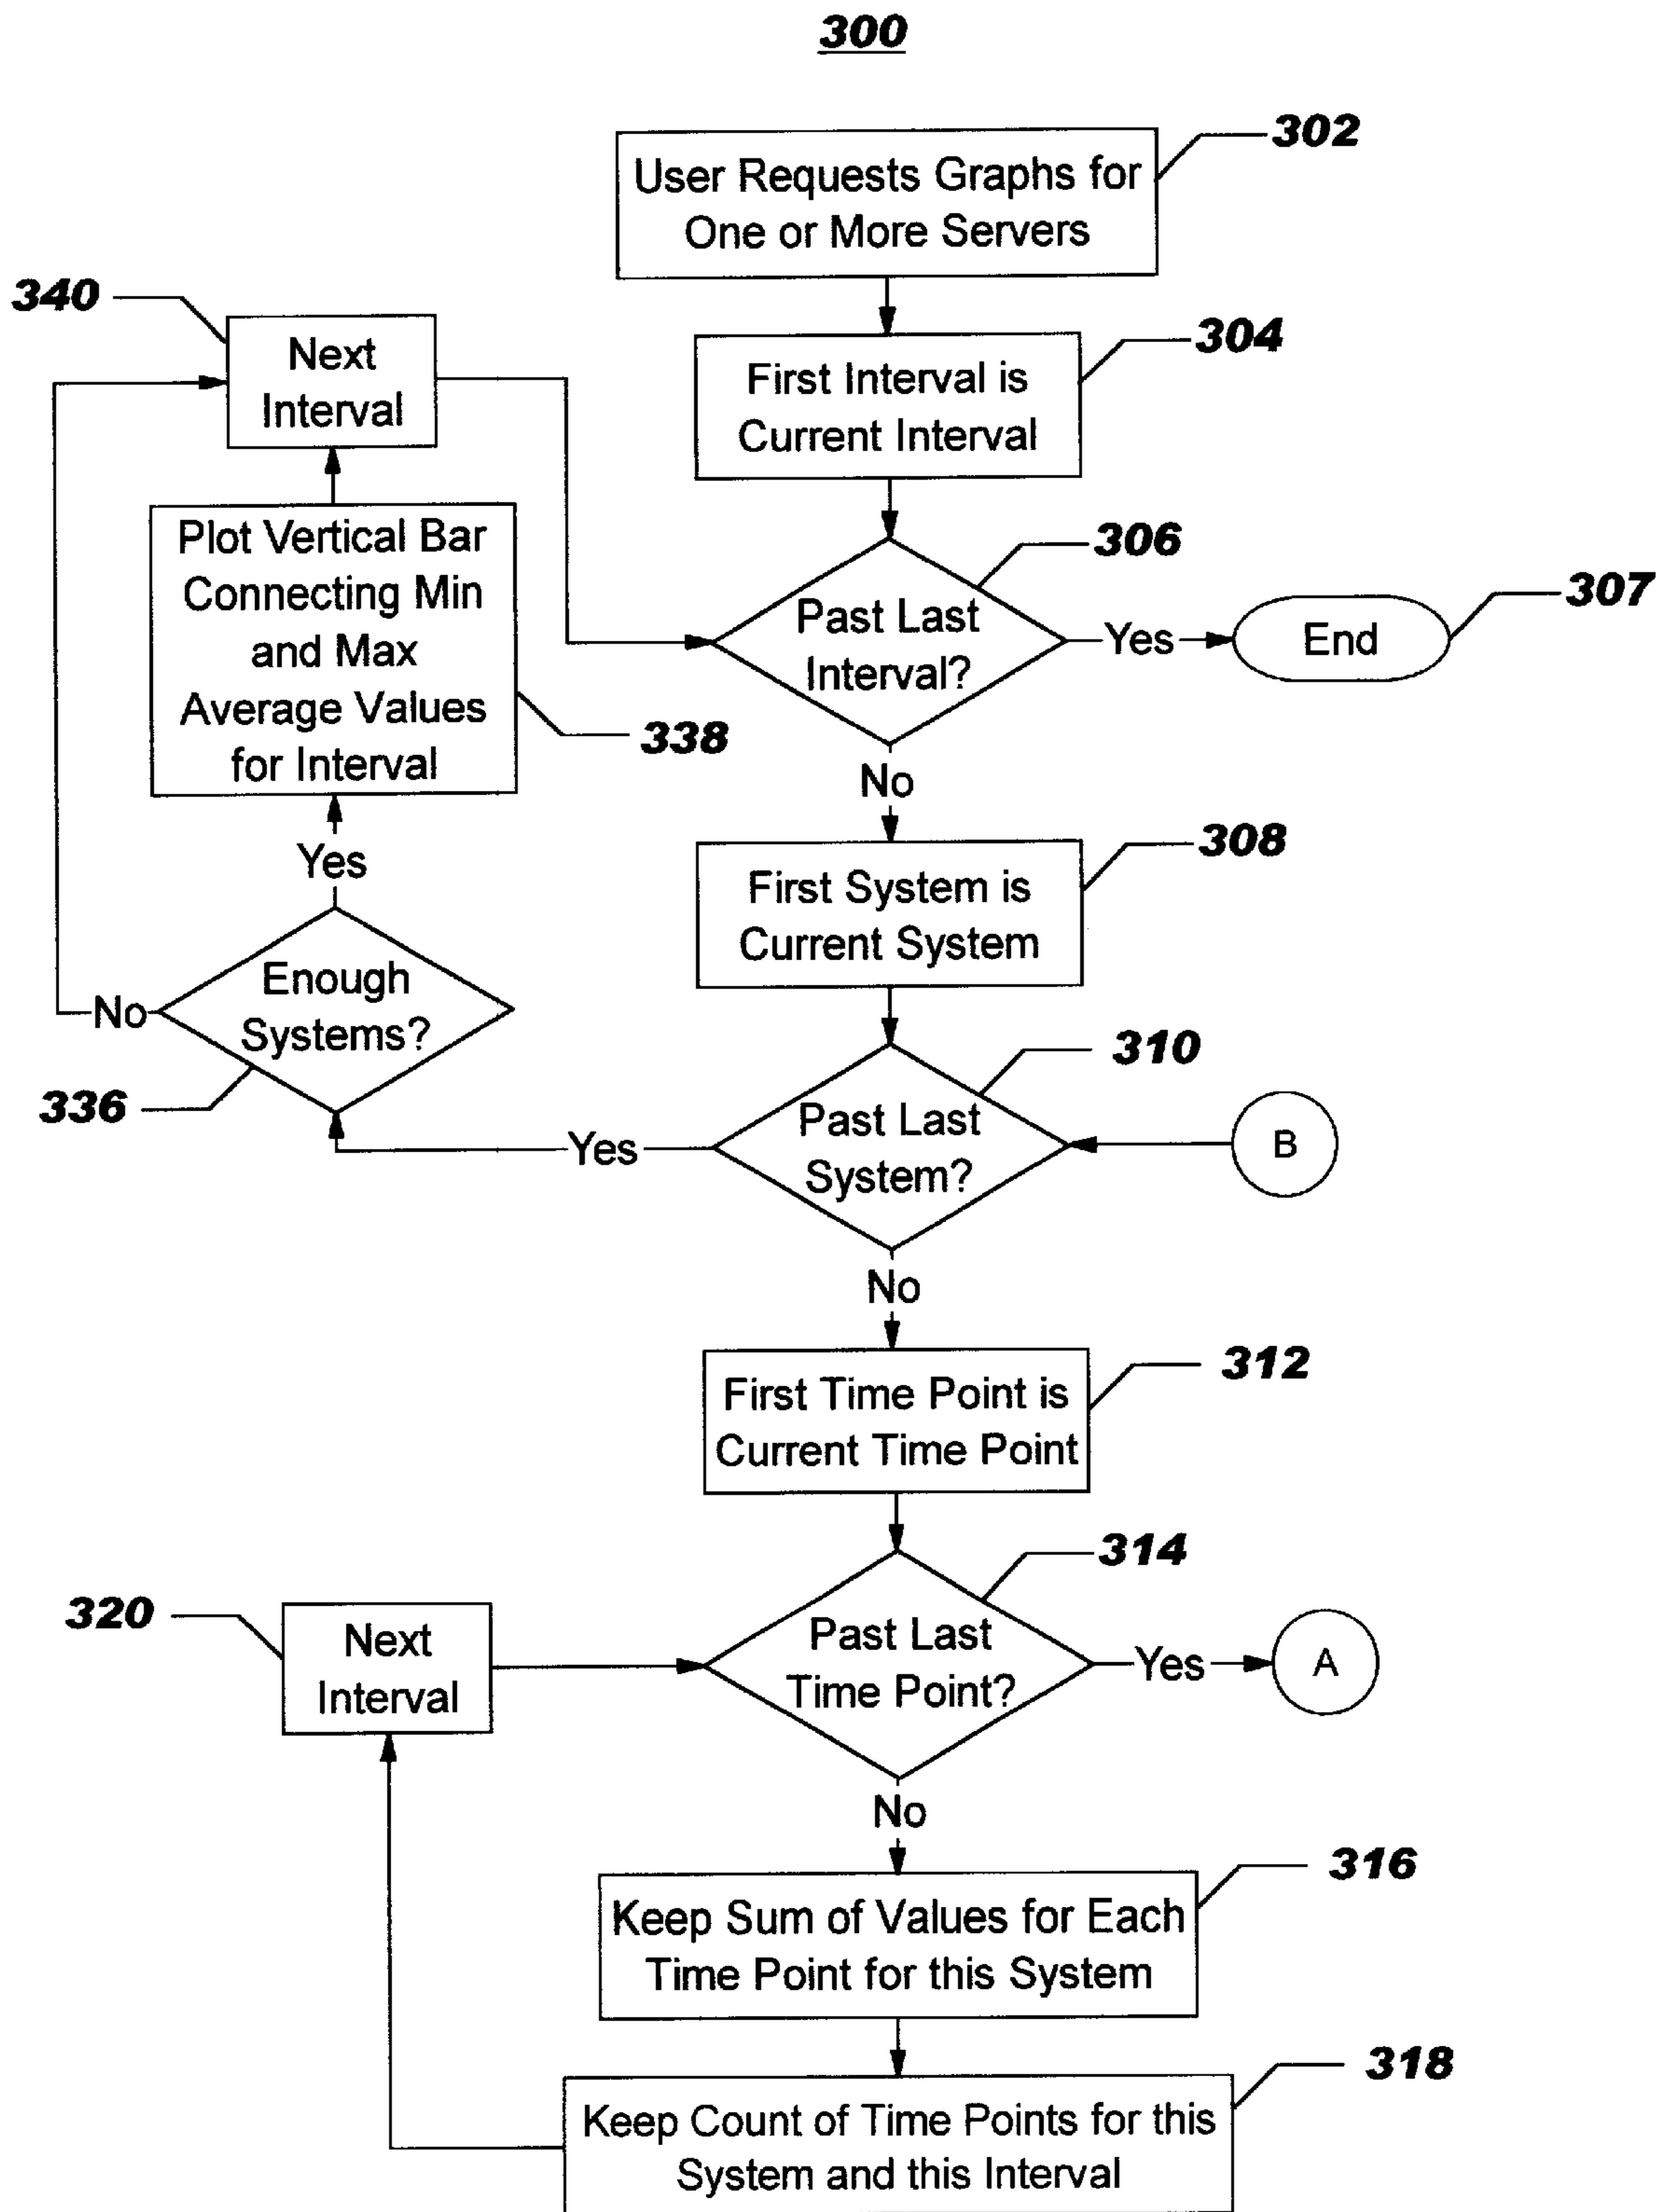 300
302
User Requests Graphs for
One or More Servers
340
Next
Interval
304
First Interval is
Current Interval
Plot Vertical Bar
Connecting Min
and Max
Average Values
for Interval
338
306
Past Last
Interval?
Yes
End
307
No
308
First System is
Current System
Yes
Enough
Systems?
No
336
310
Past Last
System?
Yes
B
No
312
First Time Point is
Current Time Point
314
Past Last
Time Point?
Yes
A
320
Next
Interval
No
316
Keep Sum of Values for Each
Time Point for this System
318
Keep Count of Time Points for this
System and this Interval